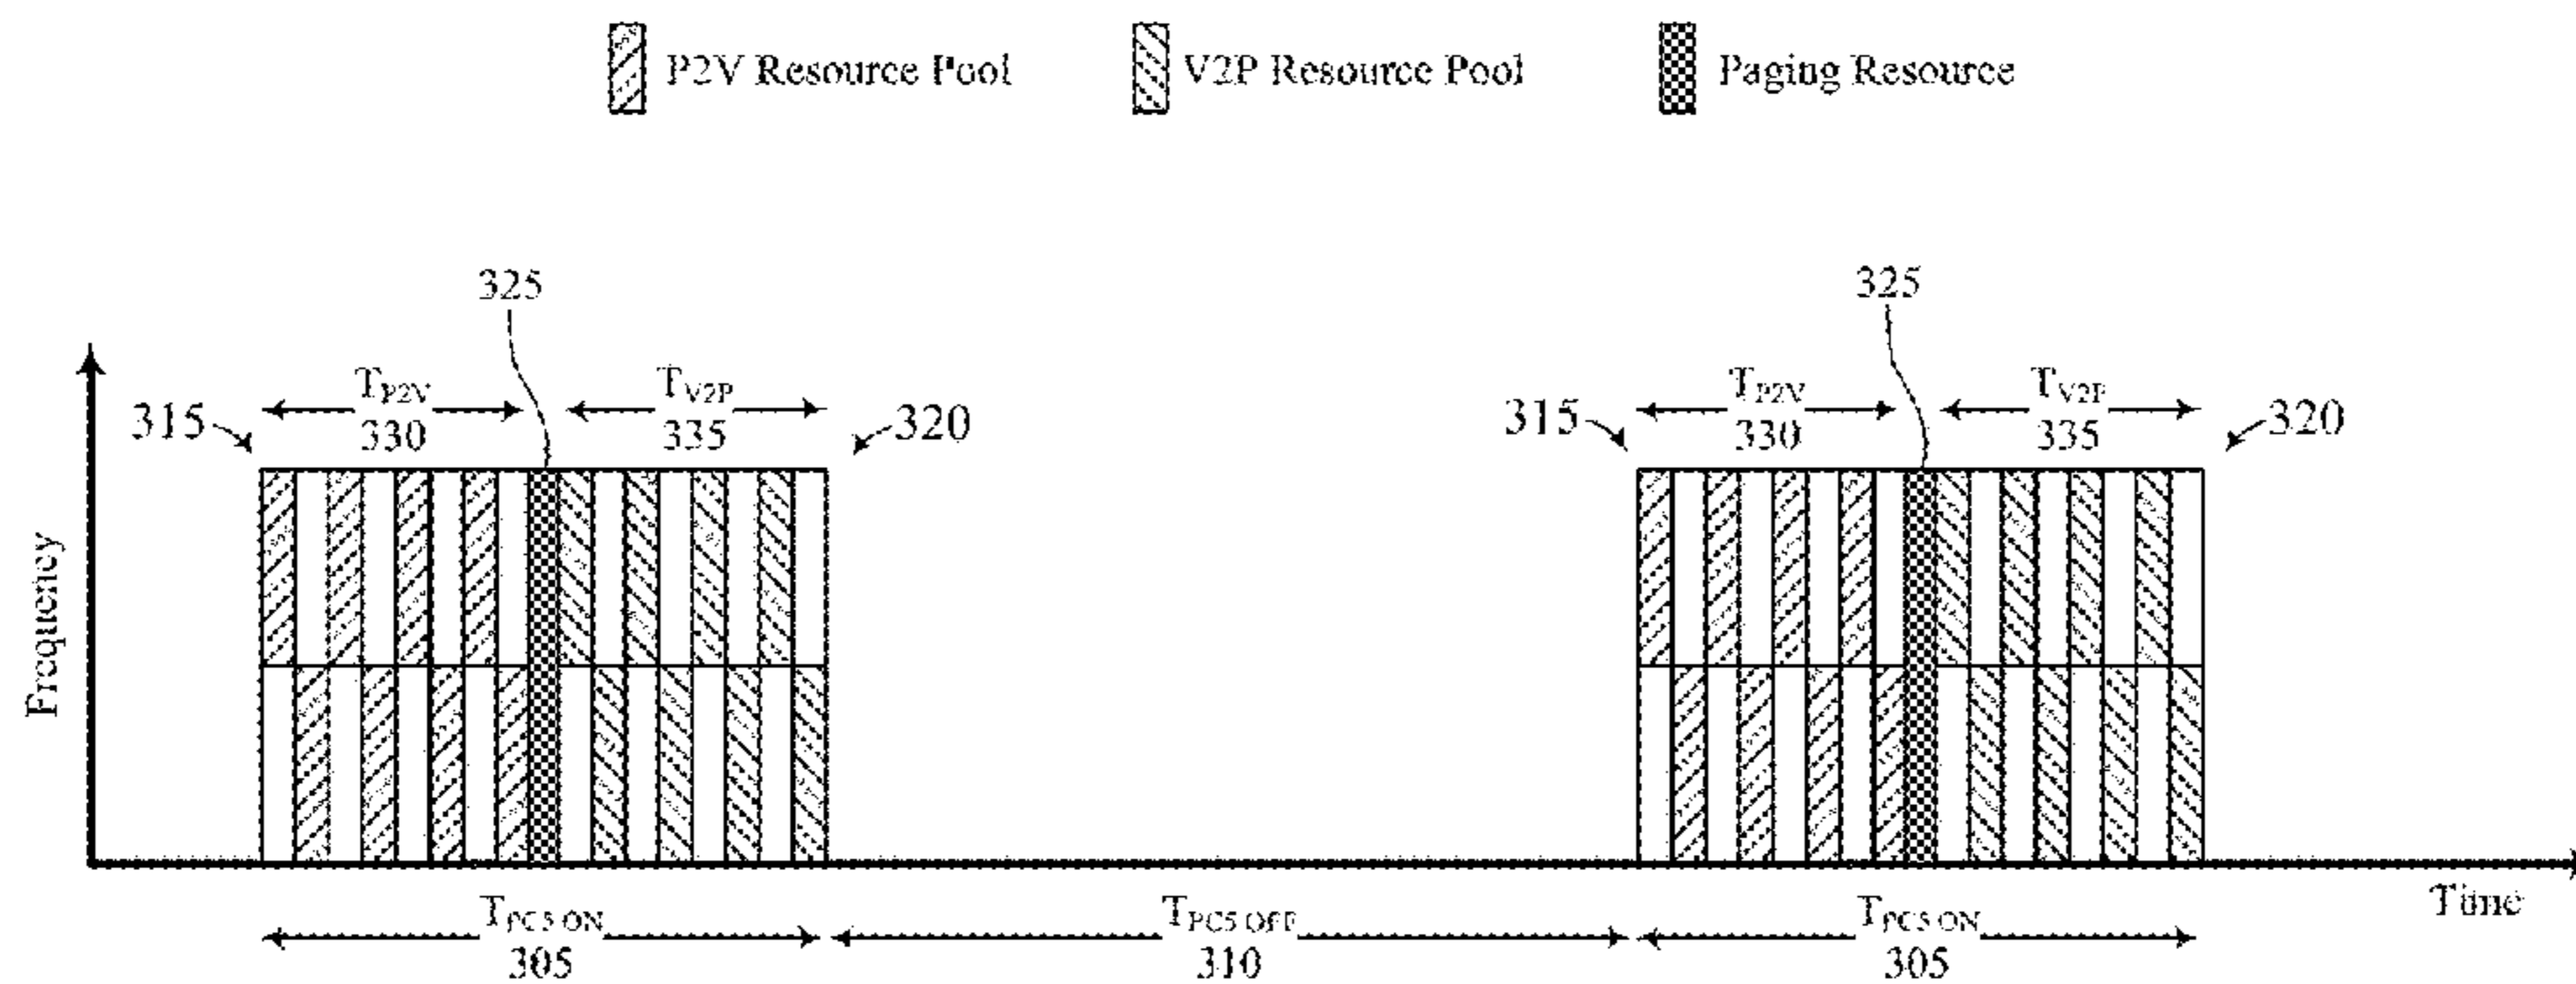 P2V Resource Pool V2P Resource Pool Paging Resource
325 325
T_P2V T_V2P T_P2V T_V2P
315 330 335 320 315 330 335 320
Frequency
Time
T_PC5 ON T_PC5 OFF T_PC5 ON
305 310 305